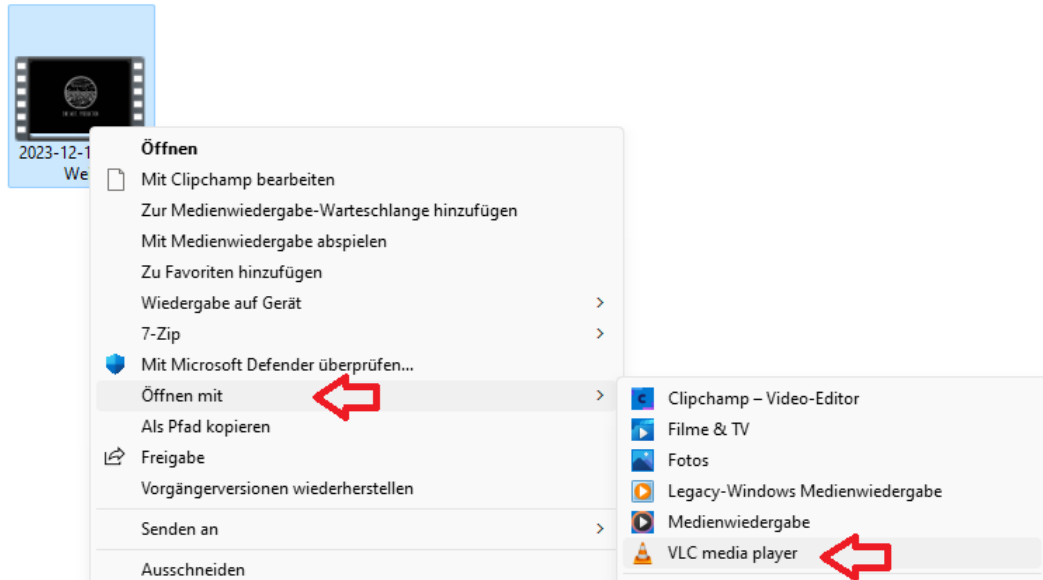 2023-12-1
We
Öffnen
Mit Clipchamp bearbeiten
Zur Medienwiedergabe-Warteschlange hinzufügen
Mit Medienwiedergabe abspielen
Zu Favoriten hinzufügen
Wiedergabe auf Gerät
7-Zip
Mit Microsoft Defender überprüfen...
Öffnen mit
Als Pfad kopieren
Freigabe
Vorgängerversionen wiederherstellen
Senden an
Ausschneiden
Clipchamp – Video-Editor
Filme & TV
Fotos
Legacy-Windows Medienwiedergabe
Medienwiedergabe
VLC media player